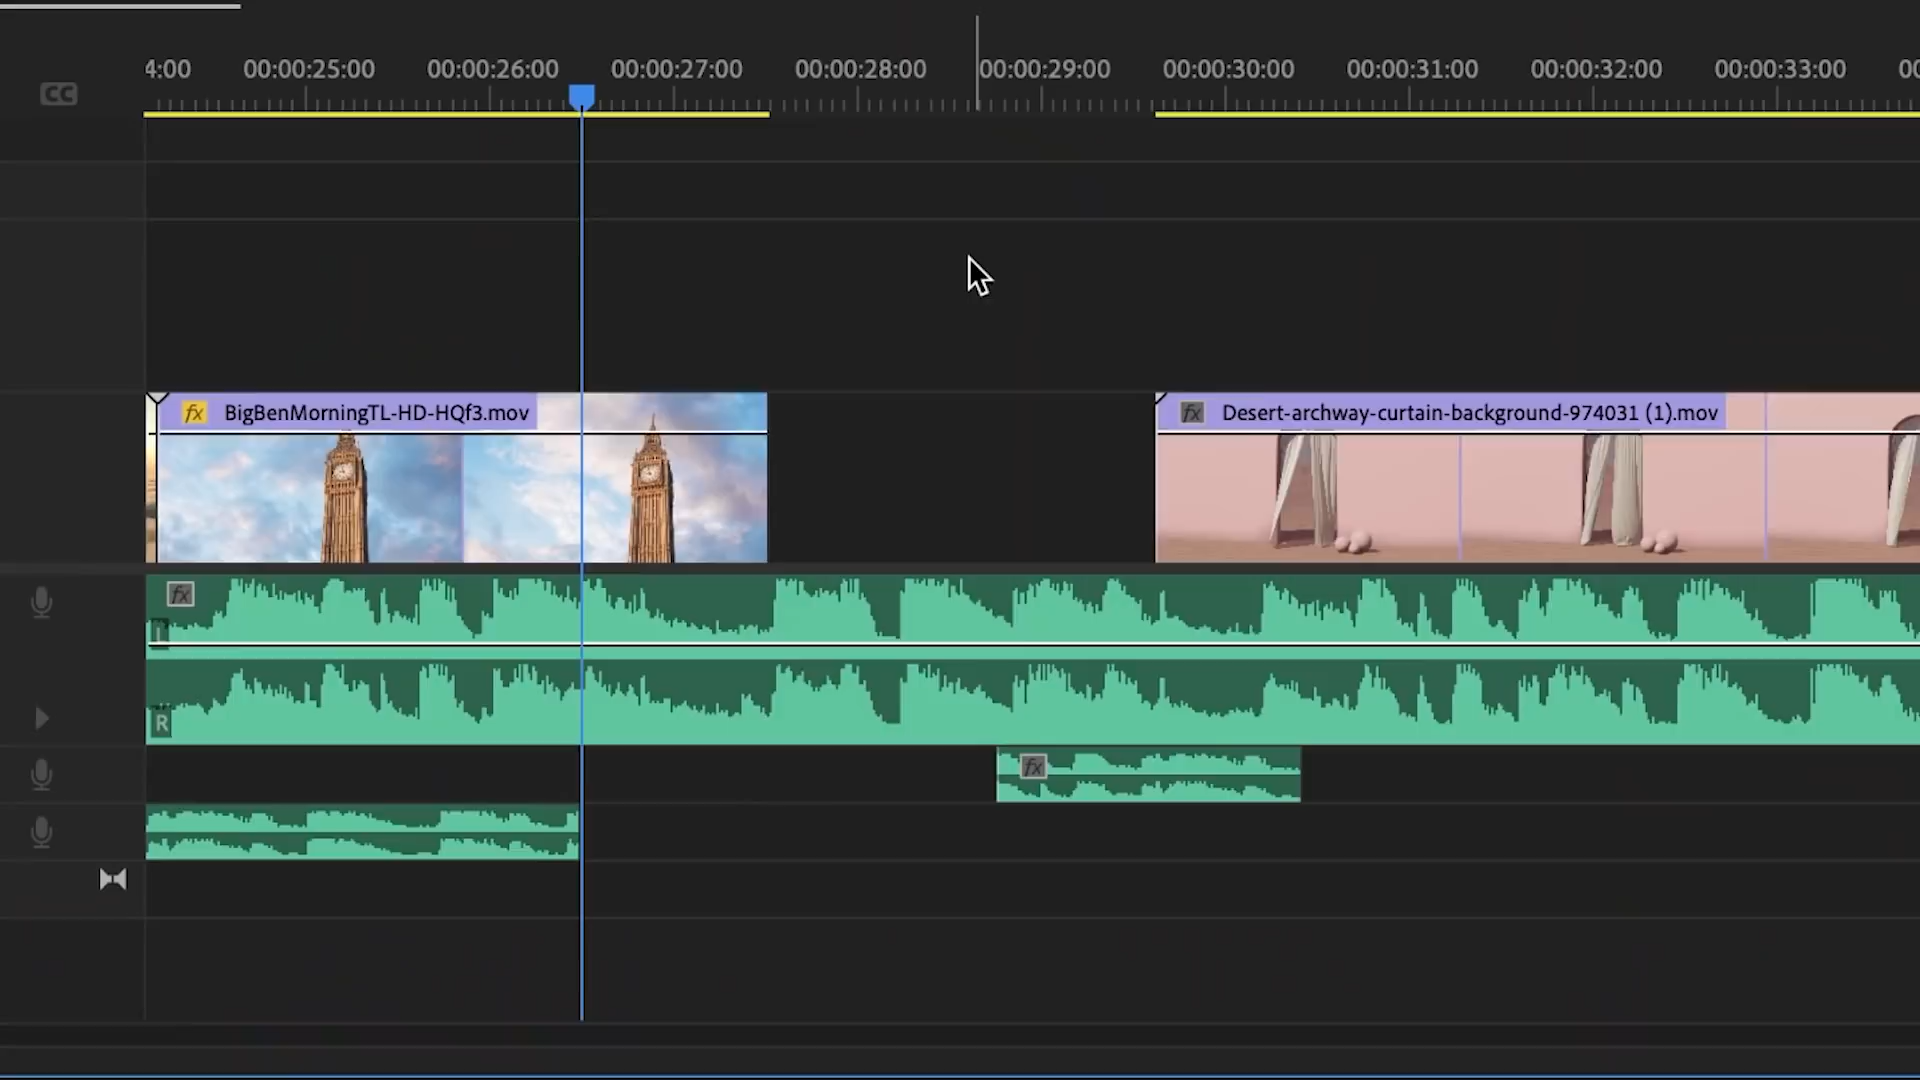 4:00 00:00:25:00 00:00:26:00 00:00:27:00 00:00:28:00 00:00:29:00 00:00:30:00 00:00:31:00 00:00:32:00 00:00:33:00 00
CC
fx BigBenMorningTL-HD-HQf3.mov fx Desert-archway-curtain-background-974031 (1).mov
fx
L
R
fx